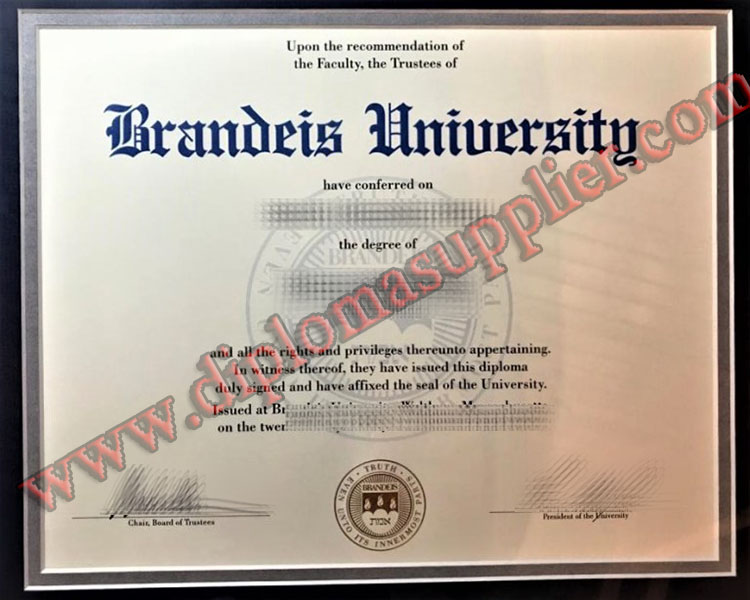 Upon the recommendation of
the Faculty, the Trustees of
Brandeis University
have conferred on
the degree of
BRANDEIS
and all the rights and privileges thereunto appertaining.
In witness thereof, they have issued this diploma
duly signed and have affixed the seal of the University.
Issued at
on the
www.diplomasupplier.com
TRUTH
EVEN UNTO ITS INNERMOST PARTS
BRANDEIS
אמת
Chair, Board of Trustees
President of the University